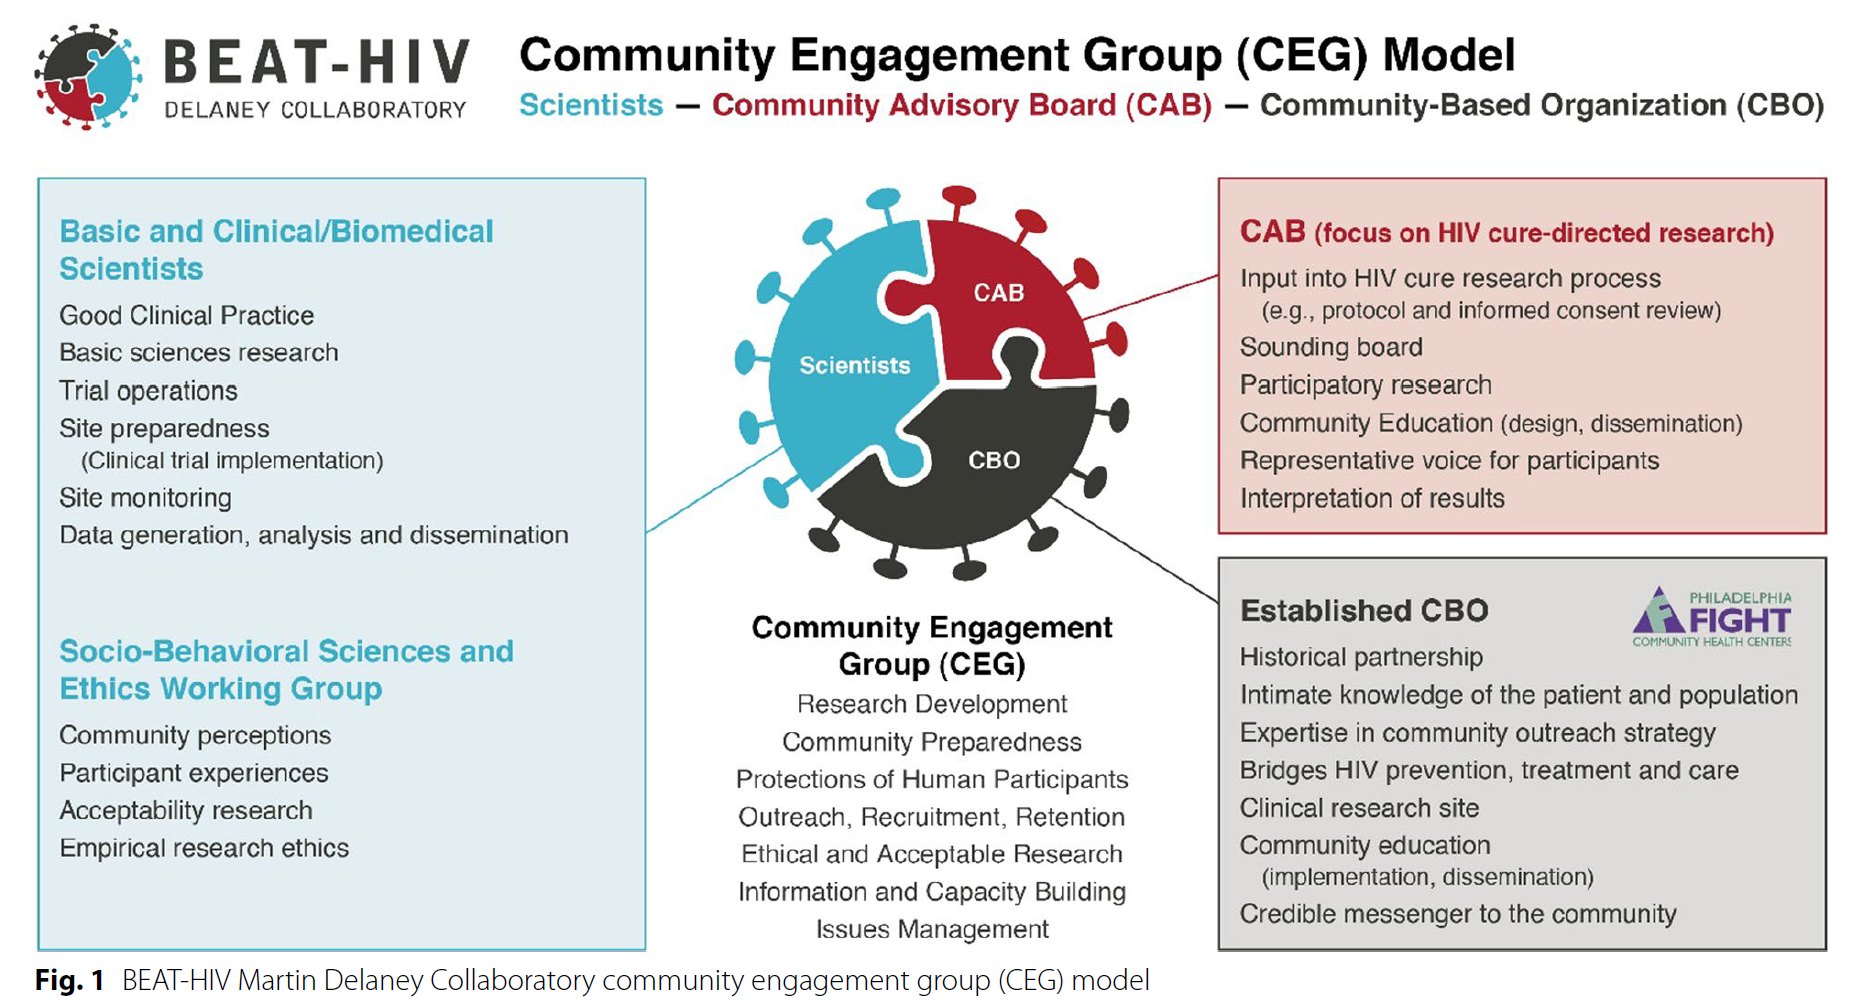 BEAT-HIV
DELANEY COLLABORATORY
Community Engagement Group (CEG) Model
Scientists — Community Advisory Board (CAB) — Community-Based Organization (CBO)
Basic and Clinical/Biomedical
Scientists
Good Clinical Practice
Basic sciences research
Trial operations
Site preparedness
(Clinical trial implementation)
Site monitoring
Data generation, analysis and dissemination
Socio-Behavioral Sciences and
Ethics Working Group
Community perceptions
Participant experiences
Acceptability research
Empirical research ethics
CAB
Scientists
CBO
Community Engagement
Group (CEG)
Research Development
Community Preparedness
Protections of Human Participants
Outreach, Recruitment, Retention
Ethical and Acceptable Research
Information and Capacity Building
Issues Management
CAB (focus on HIV cure-directed research)
Input into HIV cure research process
(e.g., protocol and informed consent review)
Sounding board
Participatory research
Community Education (design, dissemination)
Representative voice for participants
Interpretation of results
Established CBO
PHILADELPHIA
FIGHT
COMMUNITY HEALTH CENTERS
Historical partnership
Intimate knowledge of the patient and population
Expertise in community outreach strategy
Bridges HIV prevention, treatment and care
Clinical research site
Community education
(implementation, dissemination)
Credible messenger to the community
Fig. 1 BEAT-HIV Martin Delaney Collaboratory community engagement group (CEG) model